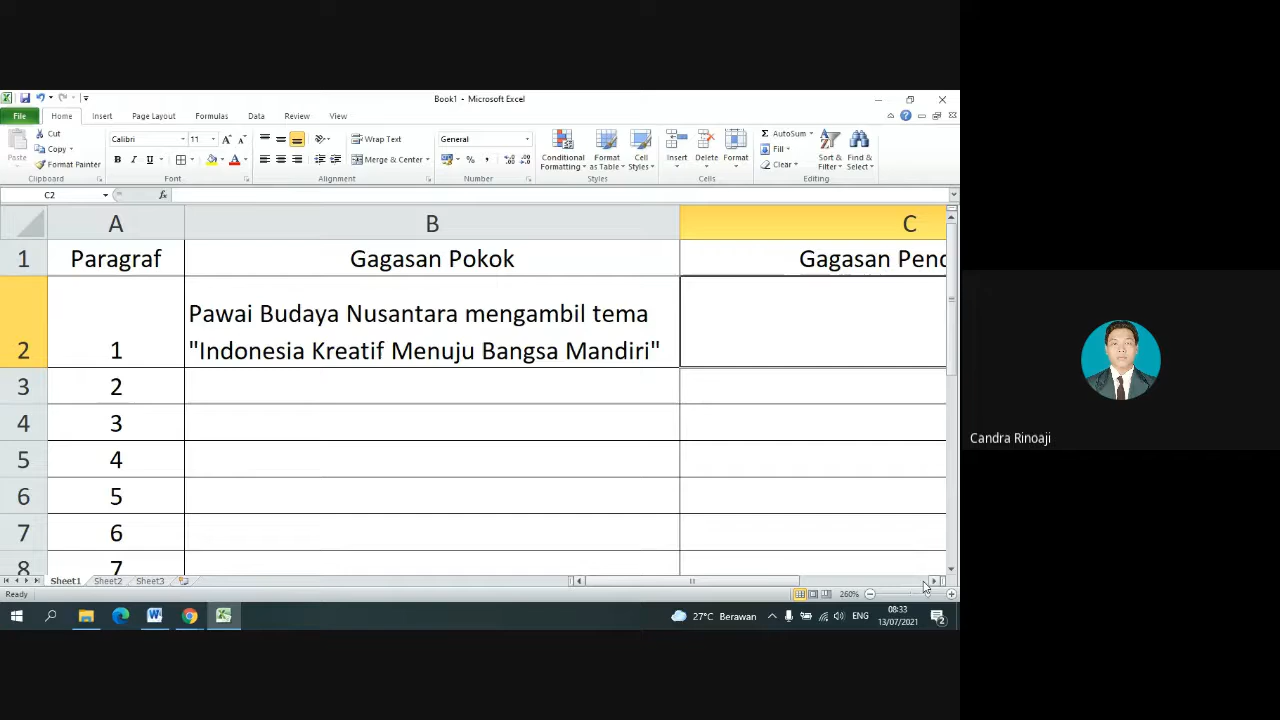 Book1 - Microsoft Excel
File Home Insert Page Layout Formulas Data Review View
Cut
Copy
Format Painter
Paste
Clipboard
Calibri 11
B I U
Font
Wrap Text
Merge & Center
Alignment
General
Number
Conditional Formatting
Format as Table
Cell Styles
Styles
Insert Delete Format
Cells
AutoSum
Fill
Clear
Sort & Filter
Find & Select
Editing
C2 fx
A B C
1 Paragraf Gagasan Pokok Gagasan Pend
Pawai Budaya Nusantara mengambil tema
2 1 "Indonesia Kreatif Menuju Bangsa Mandiri"
3 2
4 3
5 4
6 5
7 6
8 7
Sheet1 Sheet2 Sheet3
Ready 260%
27°C Berawan ENG 08:33
13/07/2021 2
Candra Rinoaji